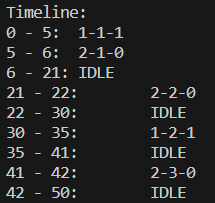 Timeline:
0 - 5:  1-1-1
5 - 6:  2-1-0
6 - 21: IDLE
21 - 22:        2-2-0
22 - 30:        IDLE
30 - 35:        1-2-1
35 - 41:        IDLE
41 - 42:        2-3-0
42 - 50:        IDLE